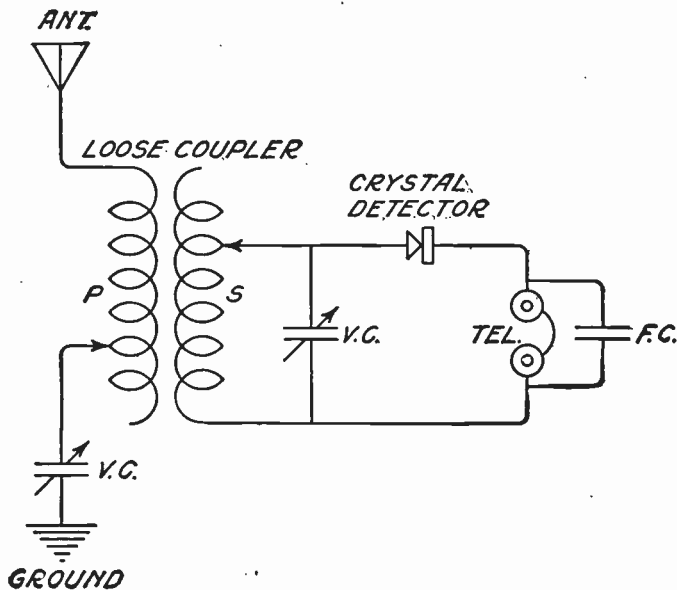 ANT.
LOOSE COUPLER
CRYSTAL
DETECTOR
P
S
V.C.
TEL.
F.C.
V.C.
GROUND